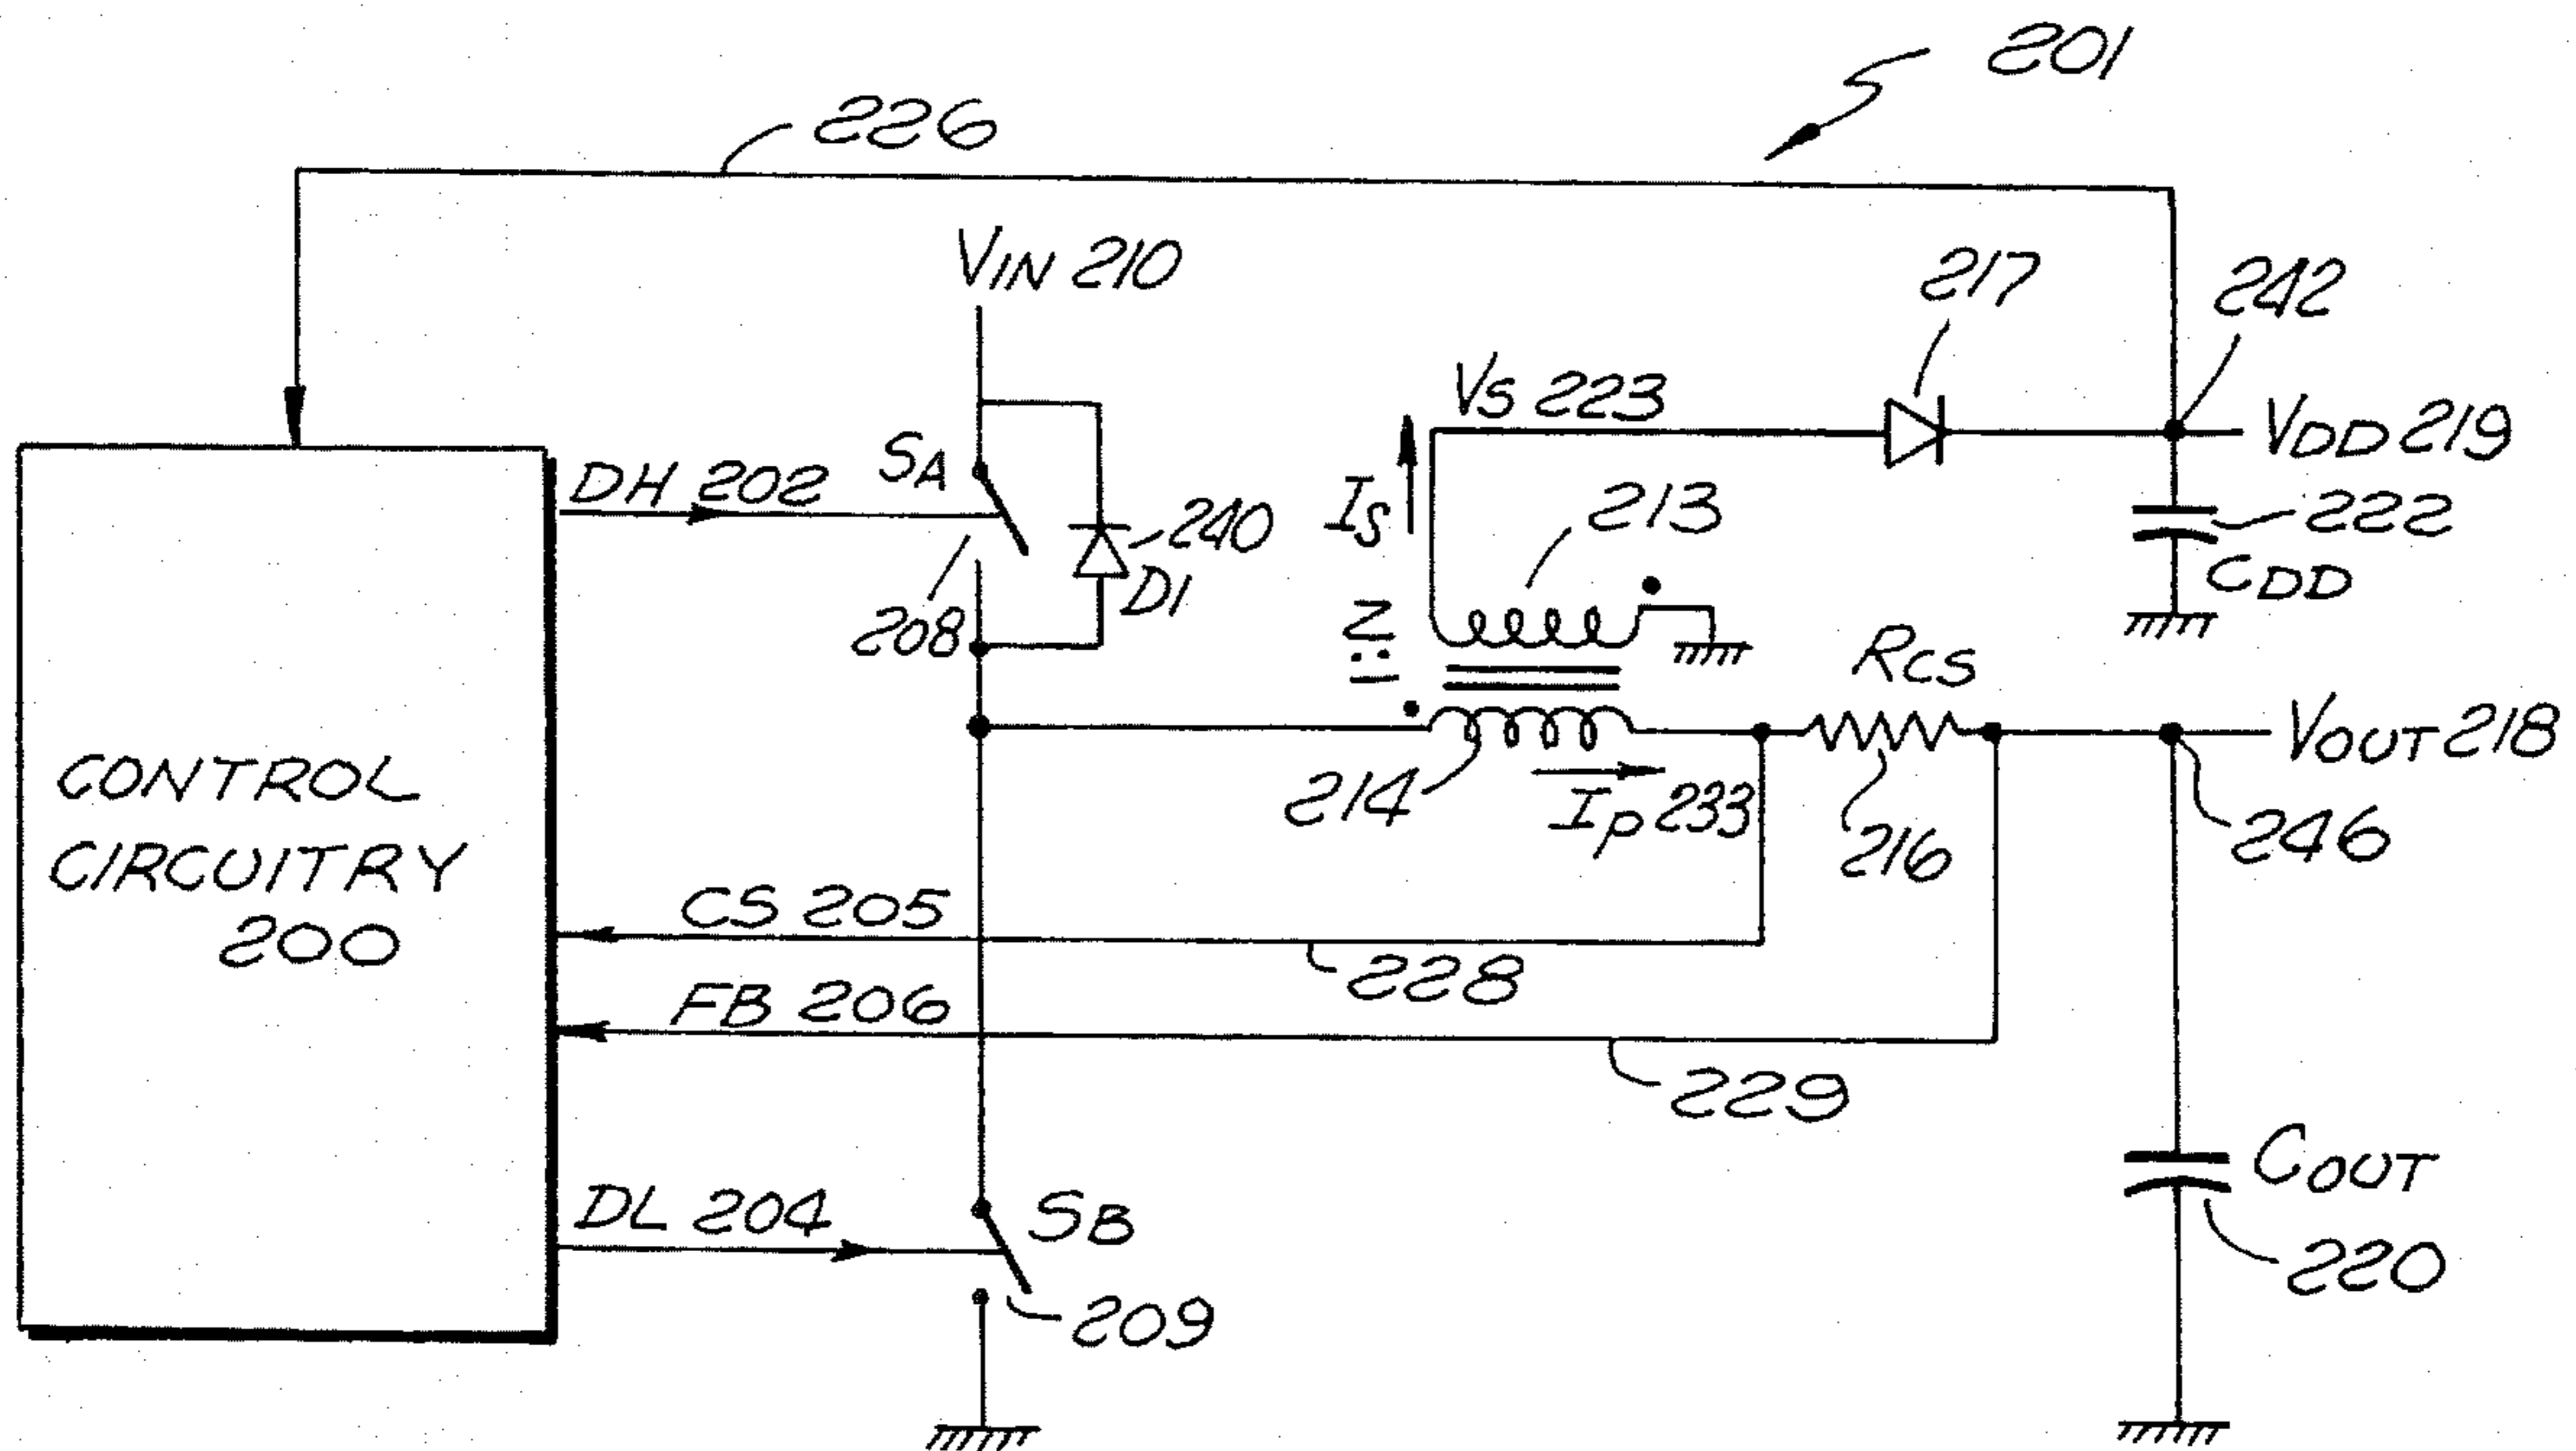 201
226
VIN 210
217
242
VS 223
VDD 219
SA
DH 202
IS
213
222
CDD
240
D1
208
1:N
RCS
VOUT 218
214
IP 233
216
246
CONTROL
CIRCUITRY
200
CS 205
228
FB 206
229
COUT
DL 204
SB
220
209